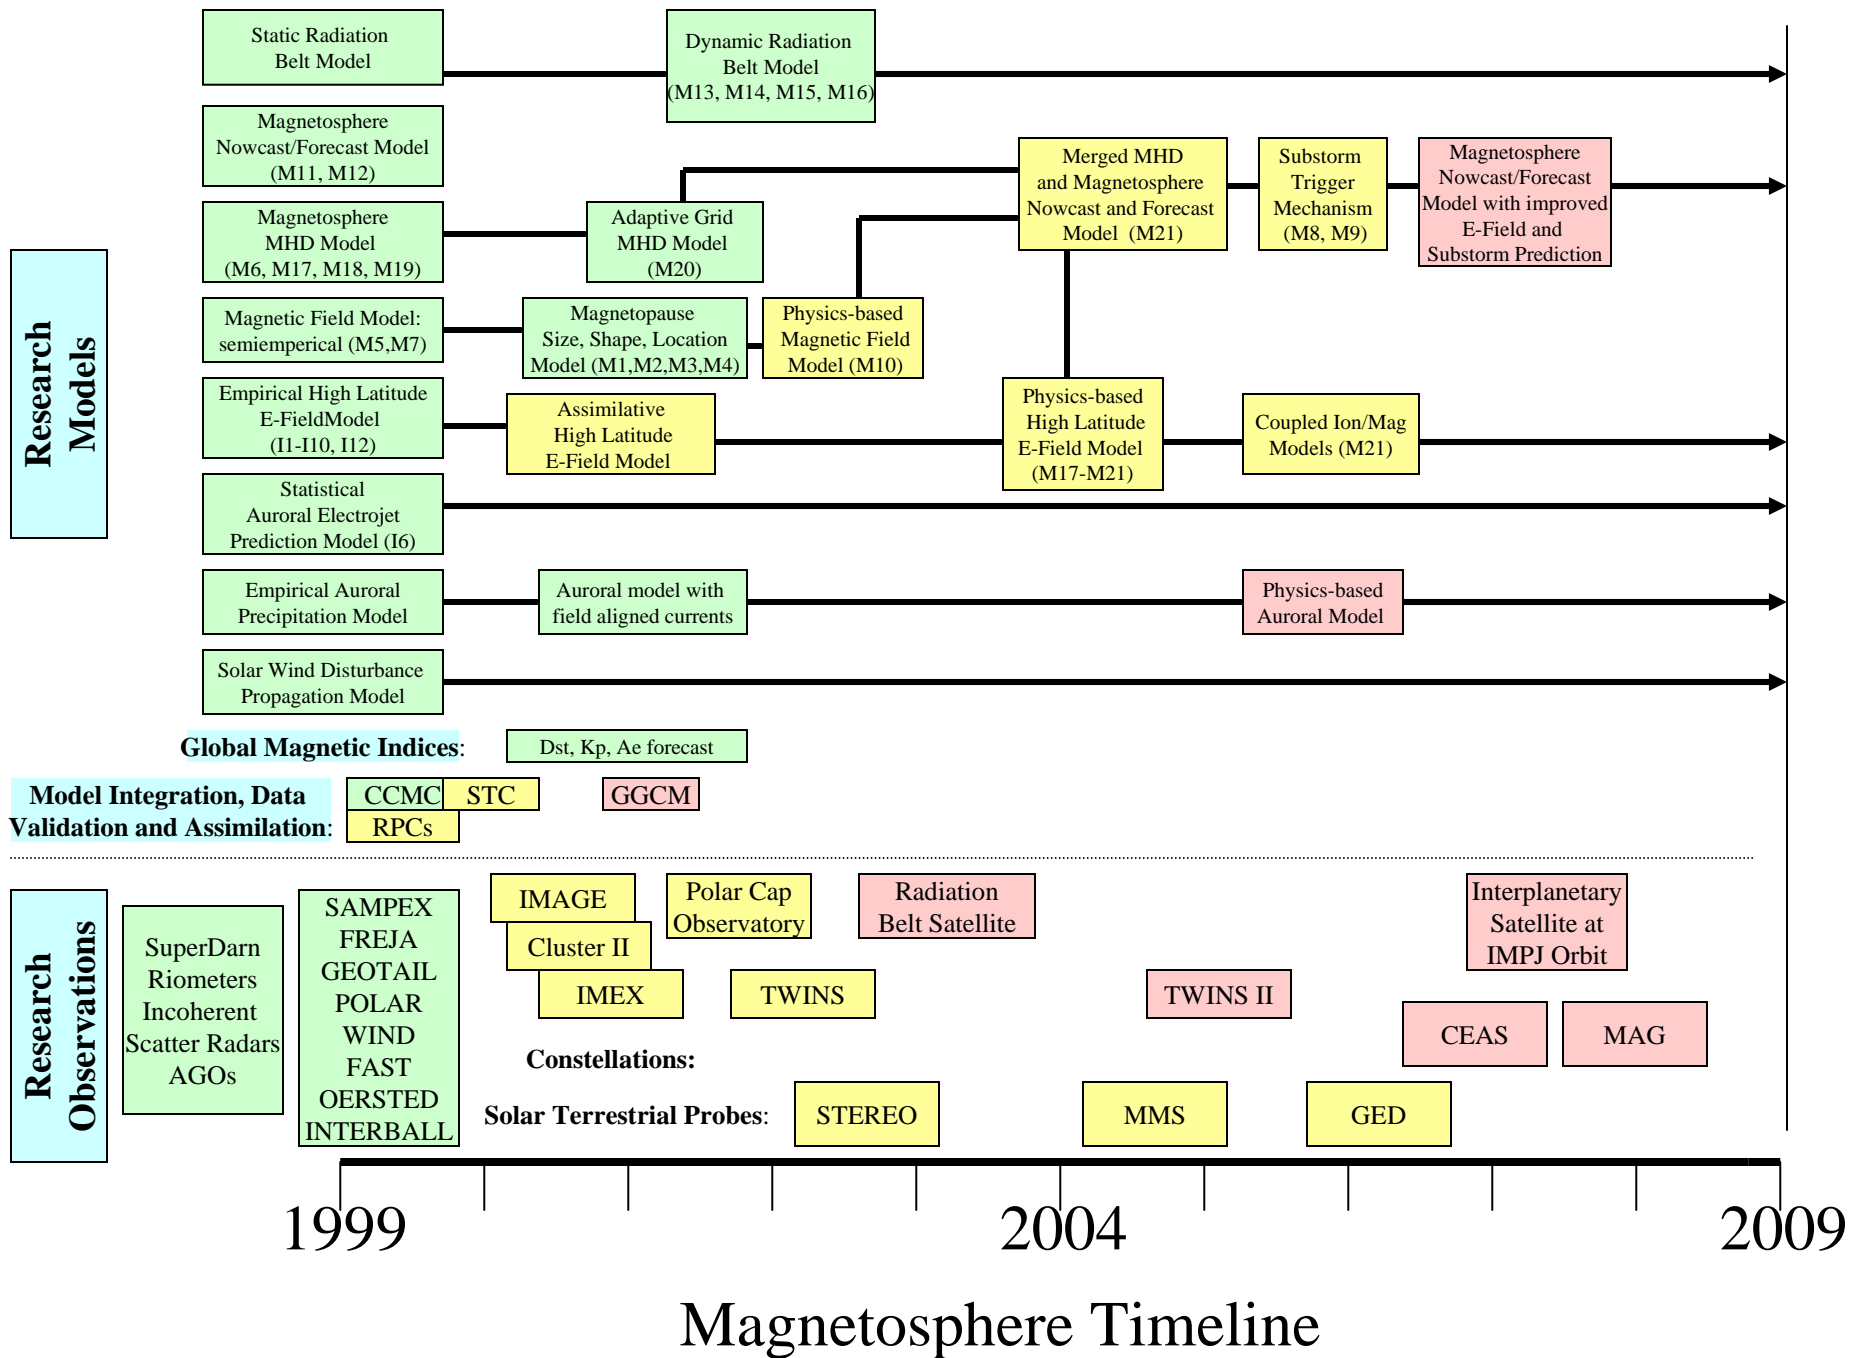 Research
Models
Static Radiation
Belt Model
Dynamic Radiation
Belt Model
(M13, M14, M15, M16)
Magnetosphere
Nowcast/Forecast Model
(M11, M12)
Merged MHD
and Magnetosphere
Nowcast and Forecast
Model (M21)
Substorm
Trigger
Mechanism
(M8, M9)
Magnetosphere
Nowcast/Forecast
Model with improved
E-Field and
Substorm Prediction
Magnetosphere
MHD Model
(M6, M17, M18, M19)
Adaptive Grid
MHD Model
(M20)
Magnetic Field Model:
semiemperical (M5,M7)
Magnetopause
Size, Shape, Location
Model (M1,M2,M3,M4)
Physics-based
Magnetic Field
Model (M10)
Empirical High Latitude
E-FieldModel
(I1-I10, I12)
Assimilative
High Latitude
E-Field Model
Physics-based
High Latitude
E-Field Model
(M17-M21)
Coupled Ion/Mag
Models (M21)
Statistical
Auroral Electrojet
Prediction Model (I6)
Empirical Auroral
Precipitation Model
Auroral model with
field aligned currents
Physics-based
Auroral Model
Solar Wind Disturbance
Propagation Model
Global Magnetic Indices:
Dst, Kp, Ae forecast
Model Integration, Data
Validation and Assimilation:
CCMC
STC
GGCM
RPCs
Research
Observations
SuperDarn
Riometers
Incoherent
Scatter Radars
AGOs
SAMPEX
FREJA
GEOTAIL
POLAR
WIND
FAST
OERSTED
INTERBALL
IMAGE
Cluster II
IMEX
Polar Cap
Observatory
TWINS
Radiation
Belt Satellite
TWINS II
Interplanetary
Satellite at
IMPJ Orbit
CEAS
MAG
Constellations:
Solar Terrestrial Probes:
STEREO
MMS
GED
1999
2004
2009
Magnetosphere Timeline